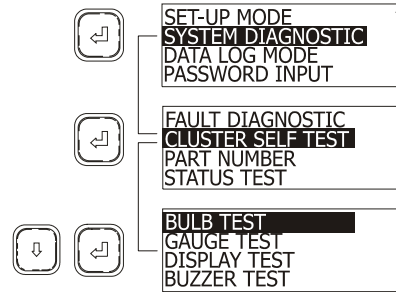 SET-UP MODE
SYSTEM DIAGNOSTIC
DATA LOG MODE
PASSWORD INPUT
FAULT DIAGNOSTIC
CLUSTER SELF TEST
PART NUMBER
STATUS TEST
BULB TEST
GAUGE TEST
DISPLAY TEST
BUZZER TEST